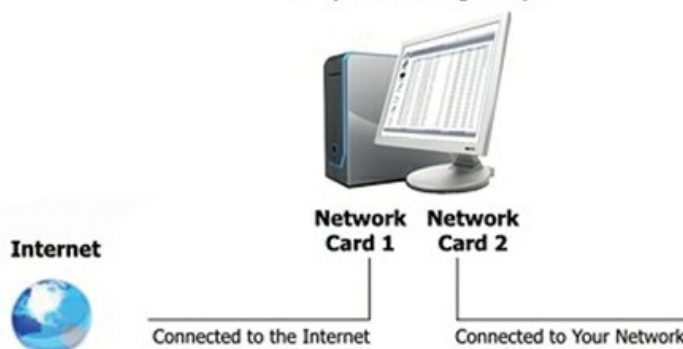 Network Network
Card 1 Card 2
Internet
Connected to the Internet
Connected to Your Network